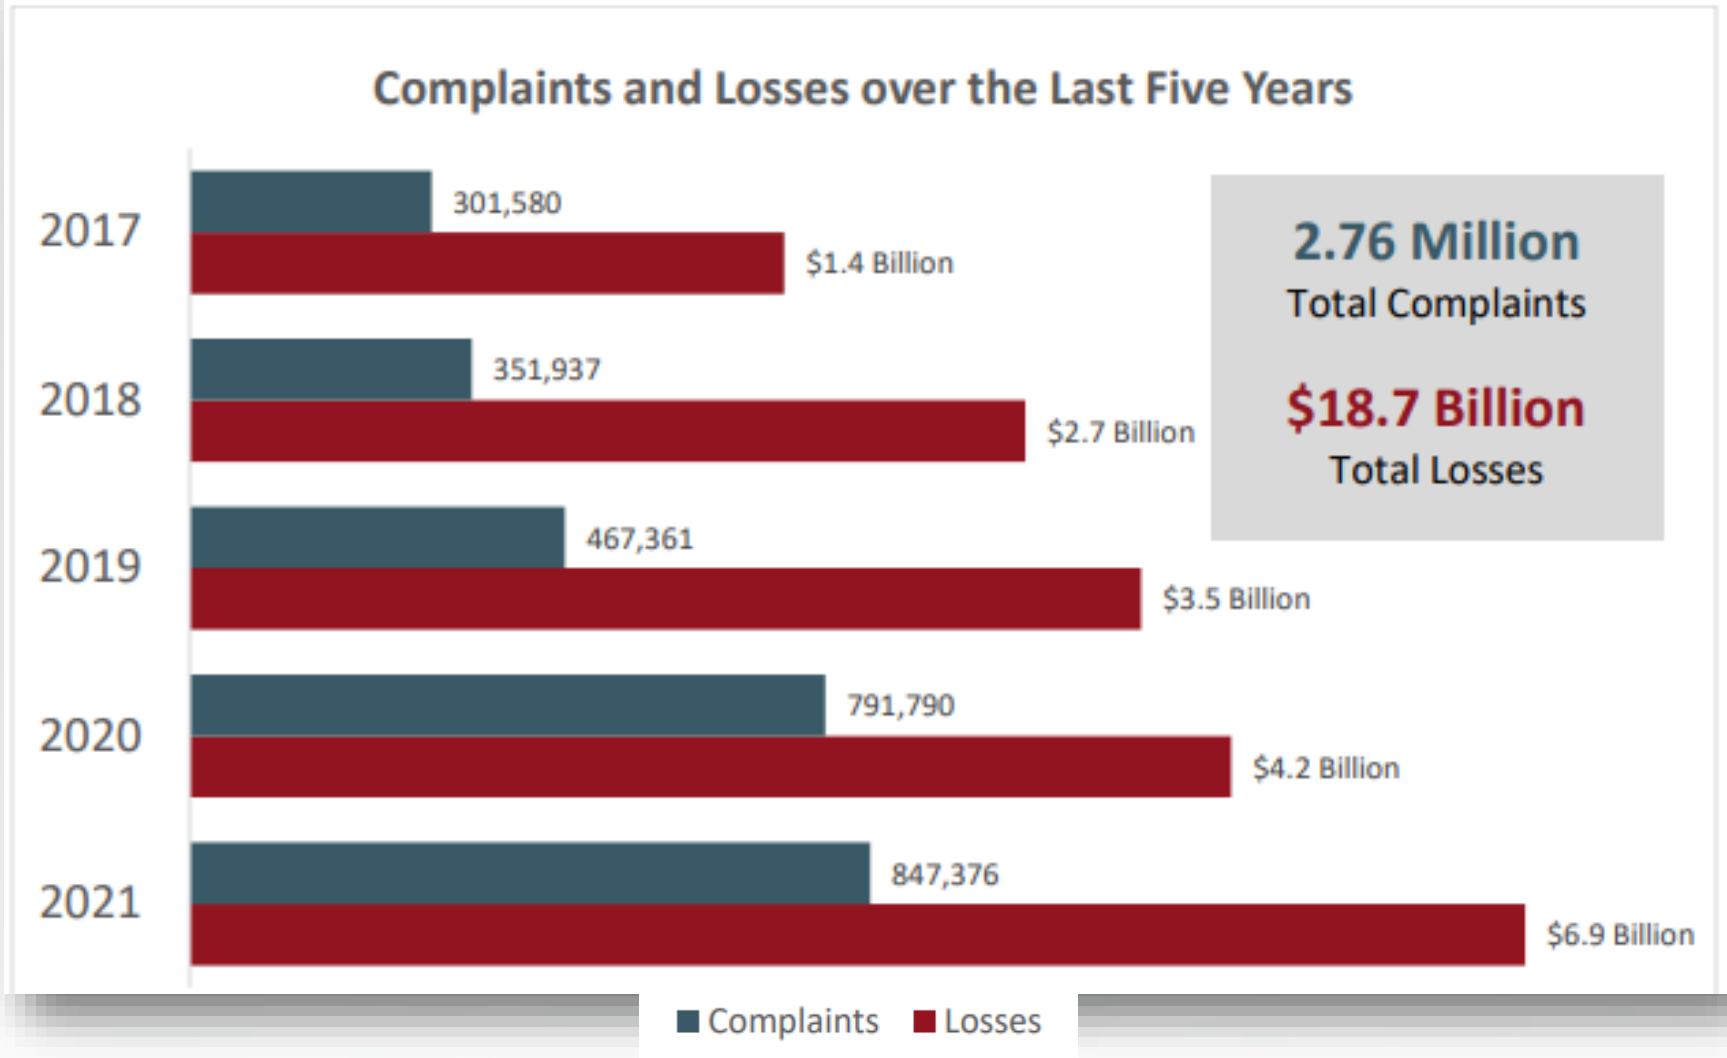 Complaints and Losses over the Last Five Years
2017
301,580
$1.4 Billion
2018
351,937
$2.7 Billion
2019
467,361
$3.5 Billion
2020
791,790
$4.2 Billion
2021
847,376
$6.9 Billion
2.76 Million
Total Complaints
$18.7 Billion
Total Losses
Complaints Losses